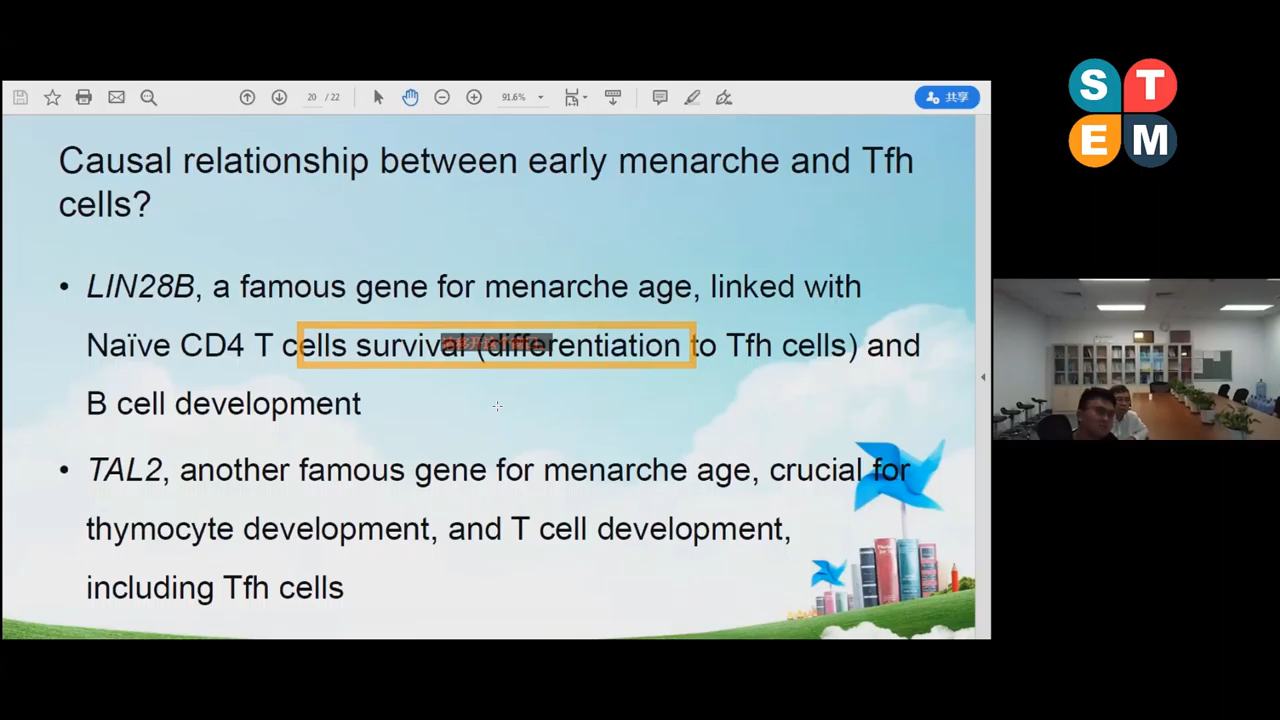 20 / 22
91.6%
共享
Causal relationship between early menarche and Tfh
cells?
• LIN28B, a famous gene for menarche age, linked with
Naïve CD4 T cells survival (differentiation to Tfh cells) and
B cell development
• TAL2, another famous gene for menarche age, crucial for
thymocyte development, and T cell development,
including Tfh cells
S T
E M